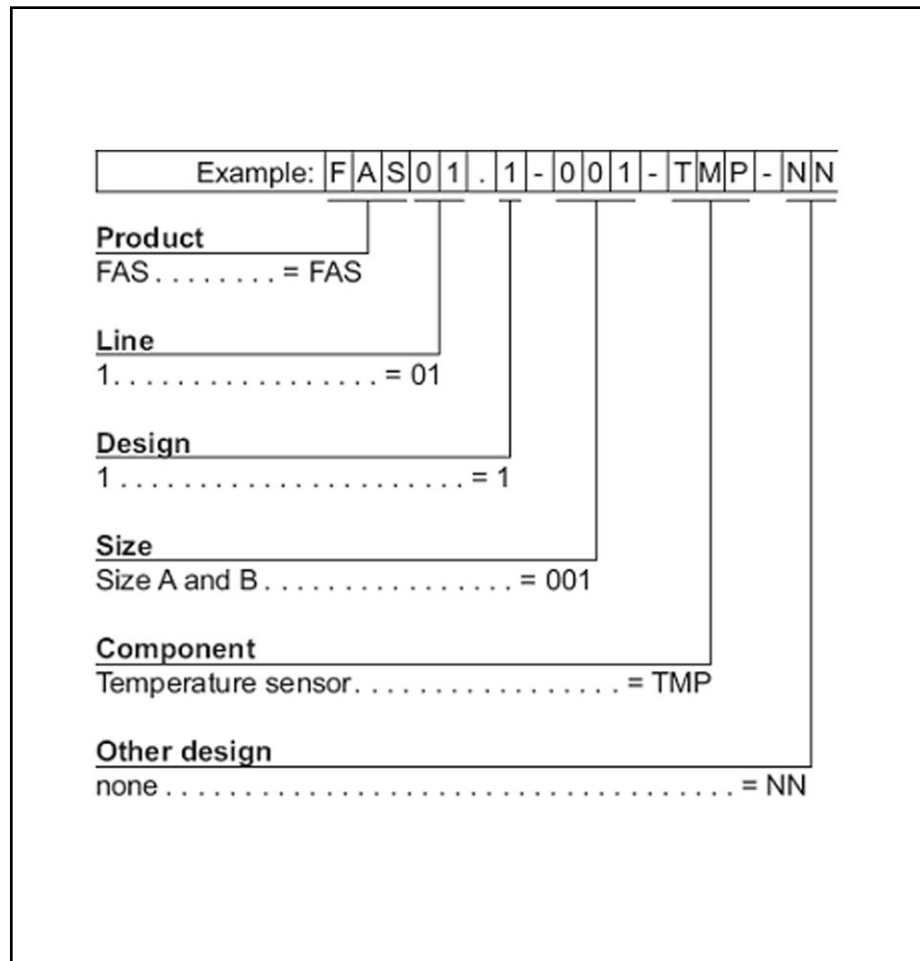 Example: FAS01.1-001-TMP-NN
Product
FAS........= FAS
Line
1.................= 01
Design
1......................= 1
Size
Size A and B................= 001
Component
Temperature sensor.................= TMP
Other design
none....................................= NN